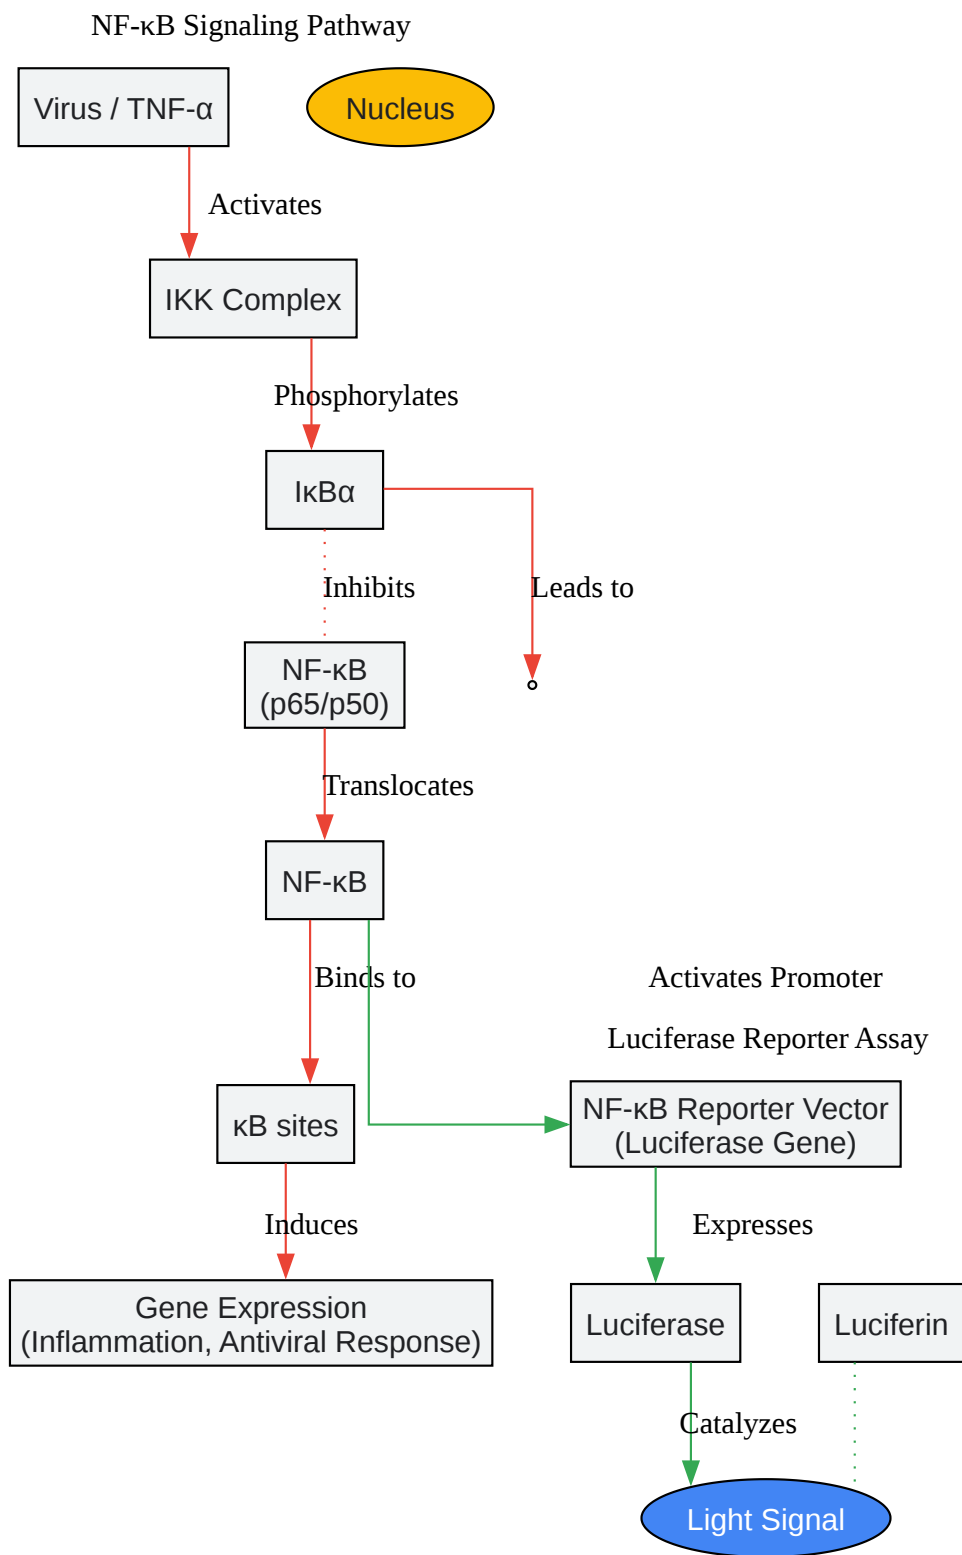 NF-κB Signaling Pathway
Virus / TNF-α
Nucleus
Activates
IKK Complex
Phosphorylates
IκBα
Inhibits
Leads to
NF-κB
(p65/p50)
Translocates
NF-κB
Binds to
Activates Promoter
Luciferase Reporter Assay
κB sites
NF-κB Reporter Vector
(Luciferase Gene)
Induces
Expresses
Gene Expression
(Inflammation, Antiviral Response)
Luciferase
Luciferin
Catalyzes
Light Signal